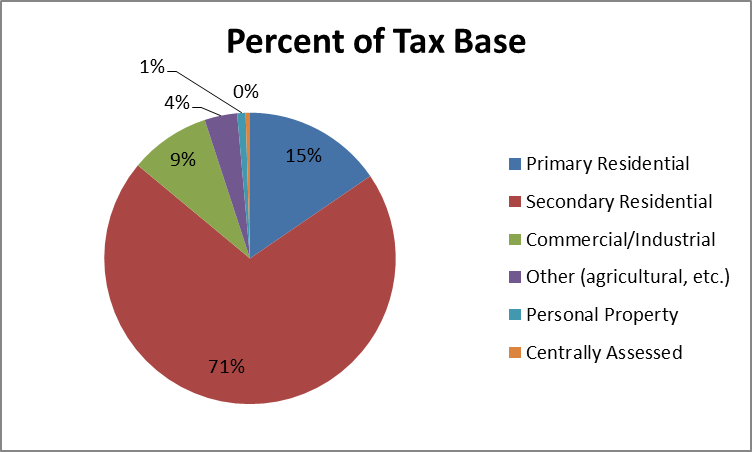 Percent of Tax Base
1%
0%
4%
9%
15%
71%
Primary Residential
Secondary Residential
Commercial/Industrial
Other (agricultural, etc.)
Personal Property
Centrally Assessed